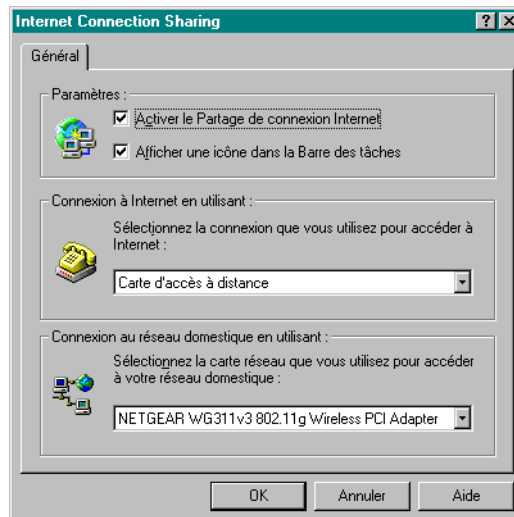 Internet Connection Sharing
Général
Paramètres :
Activer le Partage de connexion Internet
Afficher une icône dans la Barre des tâches
Connexion à Internet en utilisant :
Sélectionnez la connexion que vous utilisez pour accéder à
Internet :
Carte d'accès à distance
Connexion au réseau domestique en utilisant :
Sélectionnez la carte réseau que vous utilisez pour accéder
à votre réseau domestique :
NETGEAR WG311v3 802.11g Wireless PCI Adapter
OK Annuler Aide